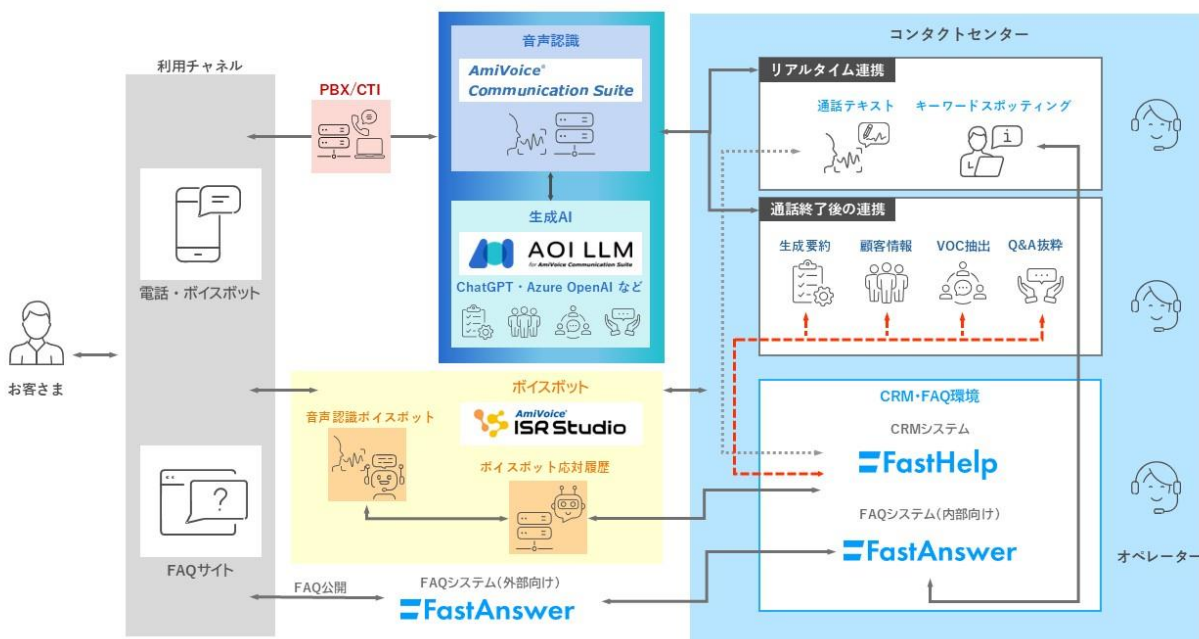 利用チャネル
電話・ボイスボット
FAQサイト
お客さま
PBX/CTI
音声認識
AmiVoice®
Communication Suite
生成AI
AOI LLM
for AmiVoice Communication Suite
ChatGPT・Azure OpenAI など
ボイスボット
AmiVoice®
ISR Studio
音声認識ボイスボット
ボイスボット応対履歴
FAQ公開
FAQシステム(外部向け)
FastAnswer
コンタクトセンター
リアルタイム連携
通話テキスト
キーワードスポッティング
i
通話終了後の連携
生成要約
顧客情報
VOC抽出
Q&A抜粋
CRM・FAQ環境
CRMシステム
FastHelp
FAQシステム(内部向け)
FastAnswer
オペレーター
?